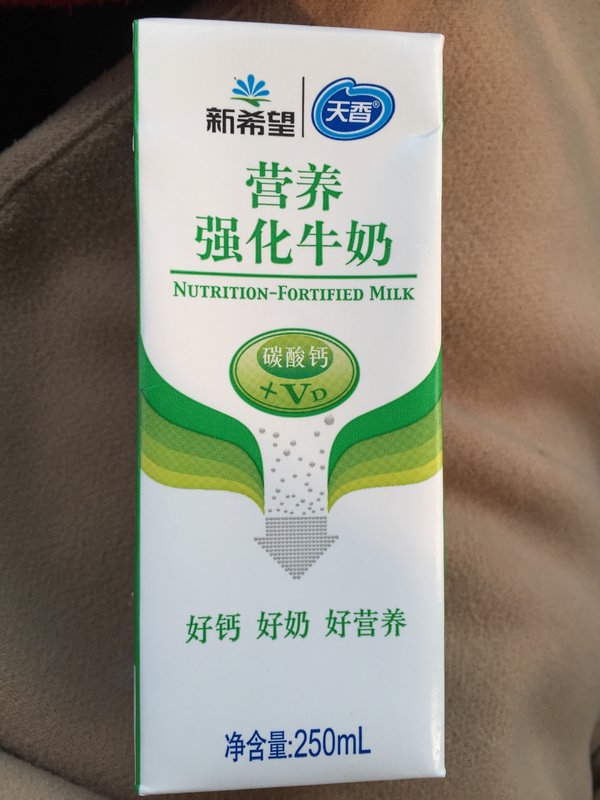 新希望 天香®
营养
强化牛奶
NUTRITION-FORTIFIED MILK
碳酸钙
+VD
好钙 好奶 好营养
净含量:250mL